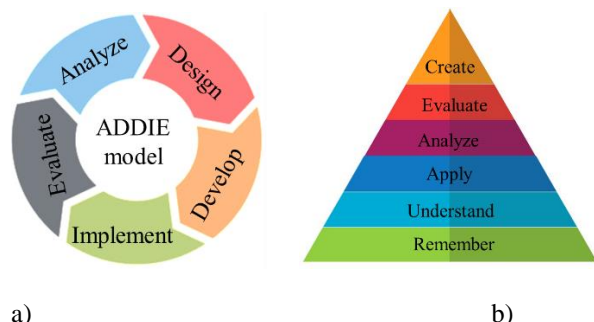 Analyze
Design
Develop
Implement
Evaluate
ADDIE
model
Create
Evaluate
Analyze
Apply
Understand
Remember
a)
b)